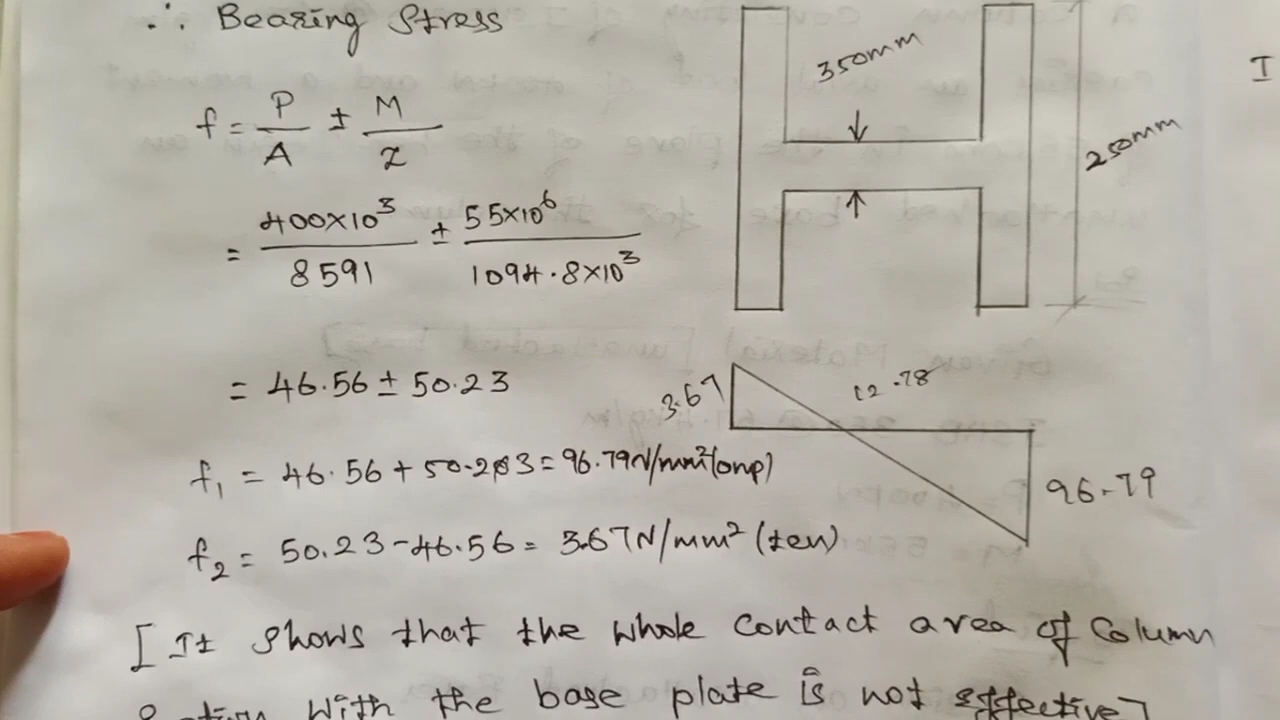 ∴ Bearing Stress
f = P/A ± M/Z
= 400×10³/8591 ± 55×10⁶/1094.8×10³
= 46.56 ± 50.23
f₁ = 46.56 + 50.23 = 96.79N/mm² (comp)
f₂ = 50.23 - 46.56 = 3.67N/mm² (ten)
[It shows that the whole contact area of Column
with the base plate is not effective]
350mm
250mm
I
3.67
12.78
96.79